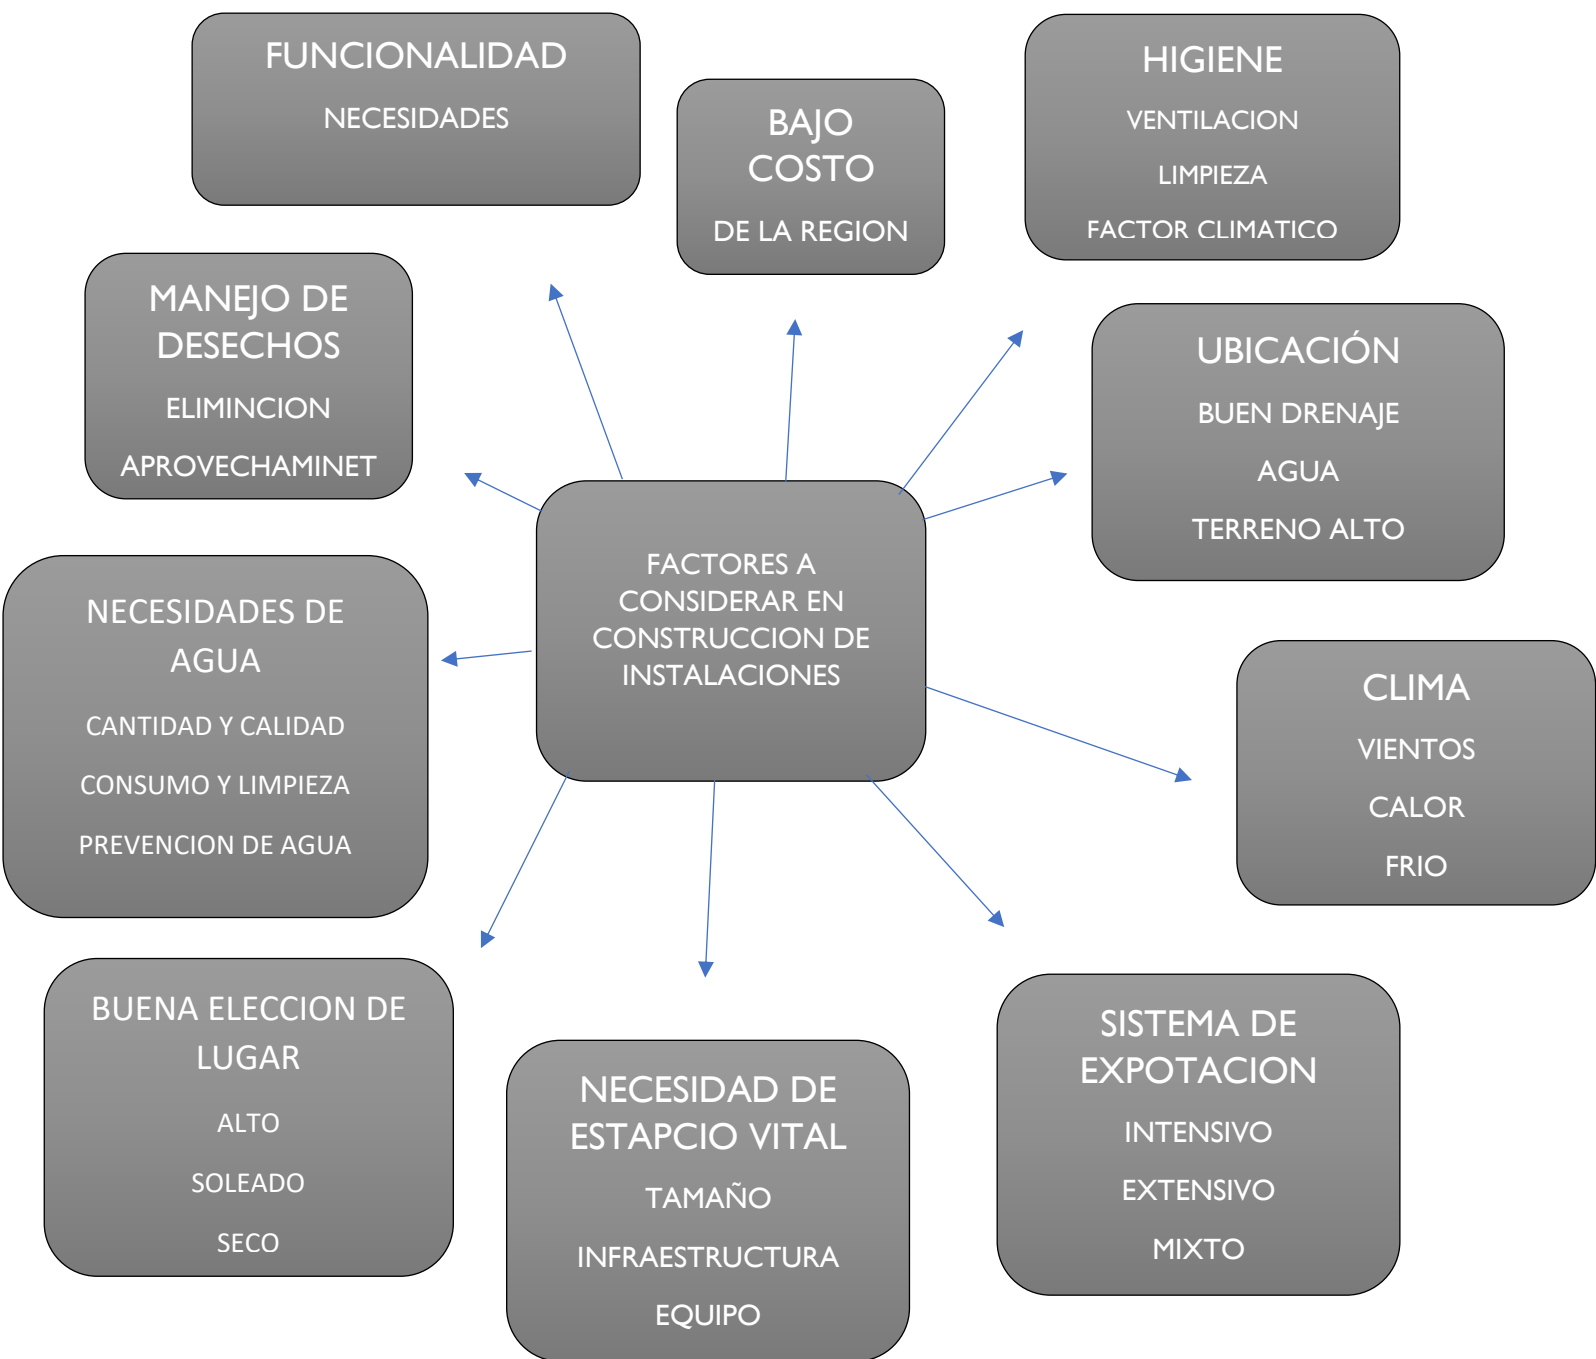 FUNCIONALIDAD
NECESIDADES
BAJO
COSTO
DE LA REGION
HIGIENE
VENTILACION
LIMPIEZA
FACTOR CLIMATICO
MANEJO DE
DESECHOS
ELIMINCION
APROVECHAMINET
UBICACIÓN
BUEN DRENAJE
AGUA
TERRENO ALTO
FACTORES A
CONSIDERAR EN
CONSTRUCCION DE
INSTALACIONES
NECESIDADES DE
AGUA
CANTIDAD Y CALIDAD
CONSUMO Y LIMPIEZA
PREVENCION DE AGUA
CLIMA
VIENTOS
CALOR
FRIO
BUENA ELECCION DE
LUGAR
ALTO
SOLEADO
SECO
NECESIDAD DE
ESTAPCIO VITAL
TAMAÑO
INFRAESTRUCTURA
EQUIPO
SISTEMA DE
EXPOTACION
INTENSIVO
EXTENSIVO
MIXTO